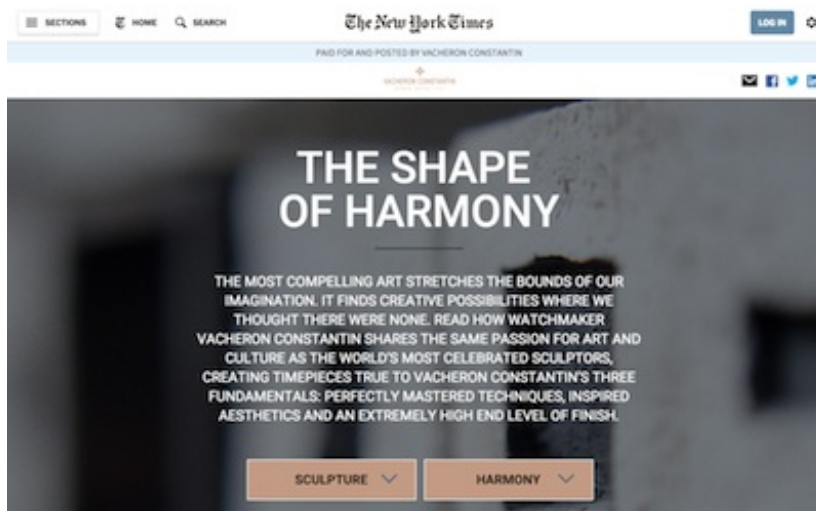 SECTIONS HOME SEARCH The New York Times LOG IN
PAID FOR AND POSTED BY VACHERON CONSTANTIN
VACHERON CONSTANTIN
THE SHAPE
OF HARMONY
THE MOST COMPELLING ART STRETCHES THE BOUNDS OF OUR
IMAGINATION. IT FINDS CREATIVE POSSIBILITIES WHERE WE
THOUGHT THERE WERE NONE. READ HOW WATCHMAKER
VACHERON CONSTANTIN SHARES THE SAME PASSION FOR ART AND
CULTURE AS THE WORLD'S MOST CELEBRATED SCULPTORS,
CREATING TIMEPIECES TRUE TO VACHERON CONSTANTIN'S THREE
FUNDAMENTALS: PERFECTLY MASTERED TECHNIQUES, INSPIRED
AESTHETICS AND AN EXTREMELY HIGH END LEVEL OF FINISH.
SCULPTURE HARMONY